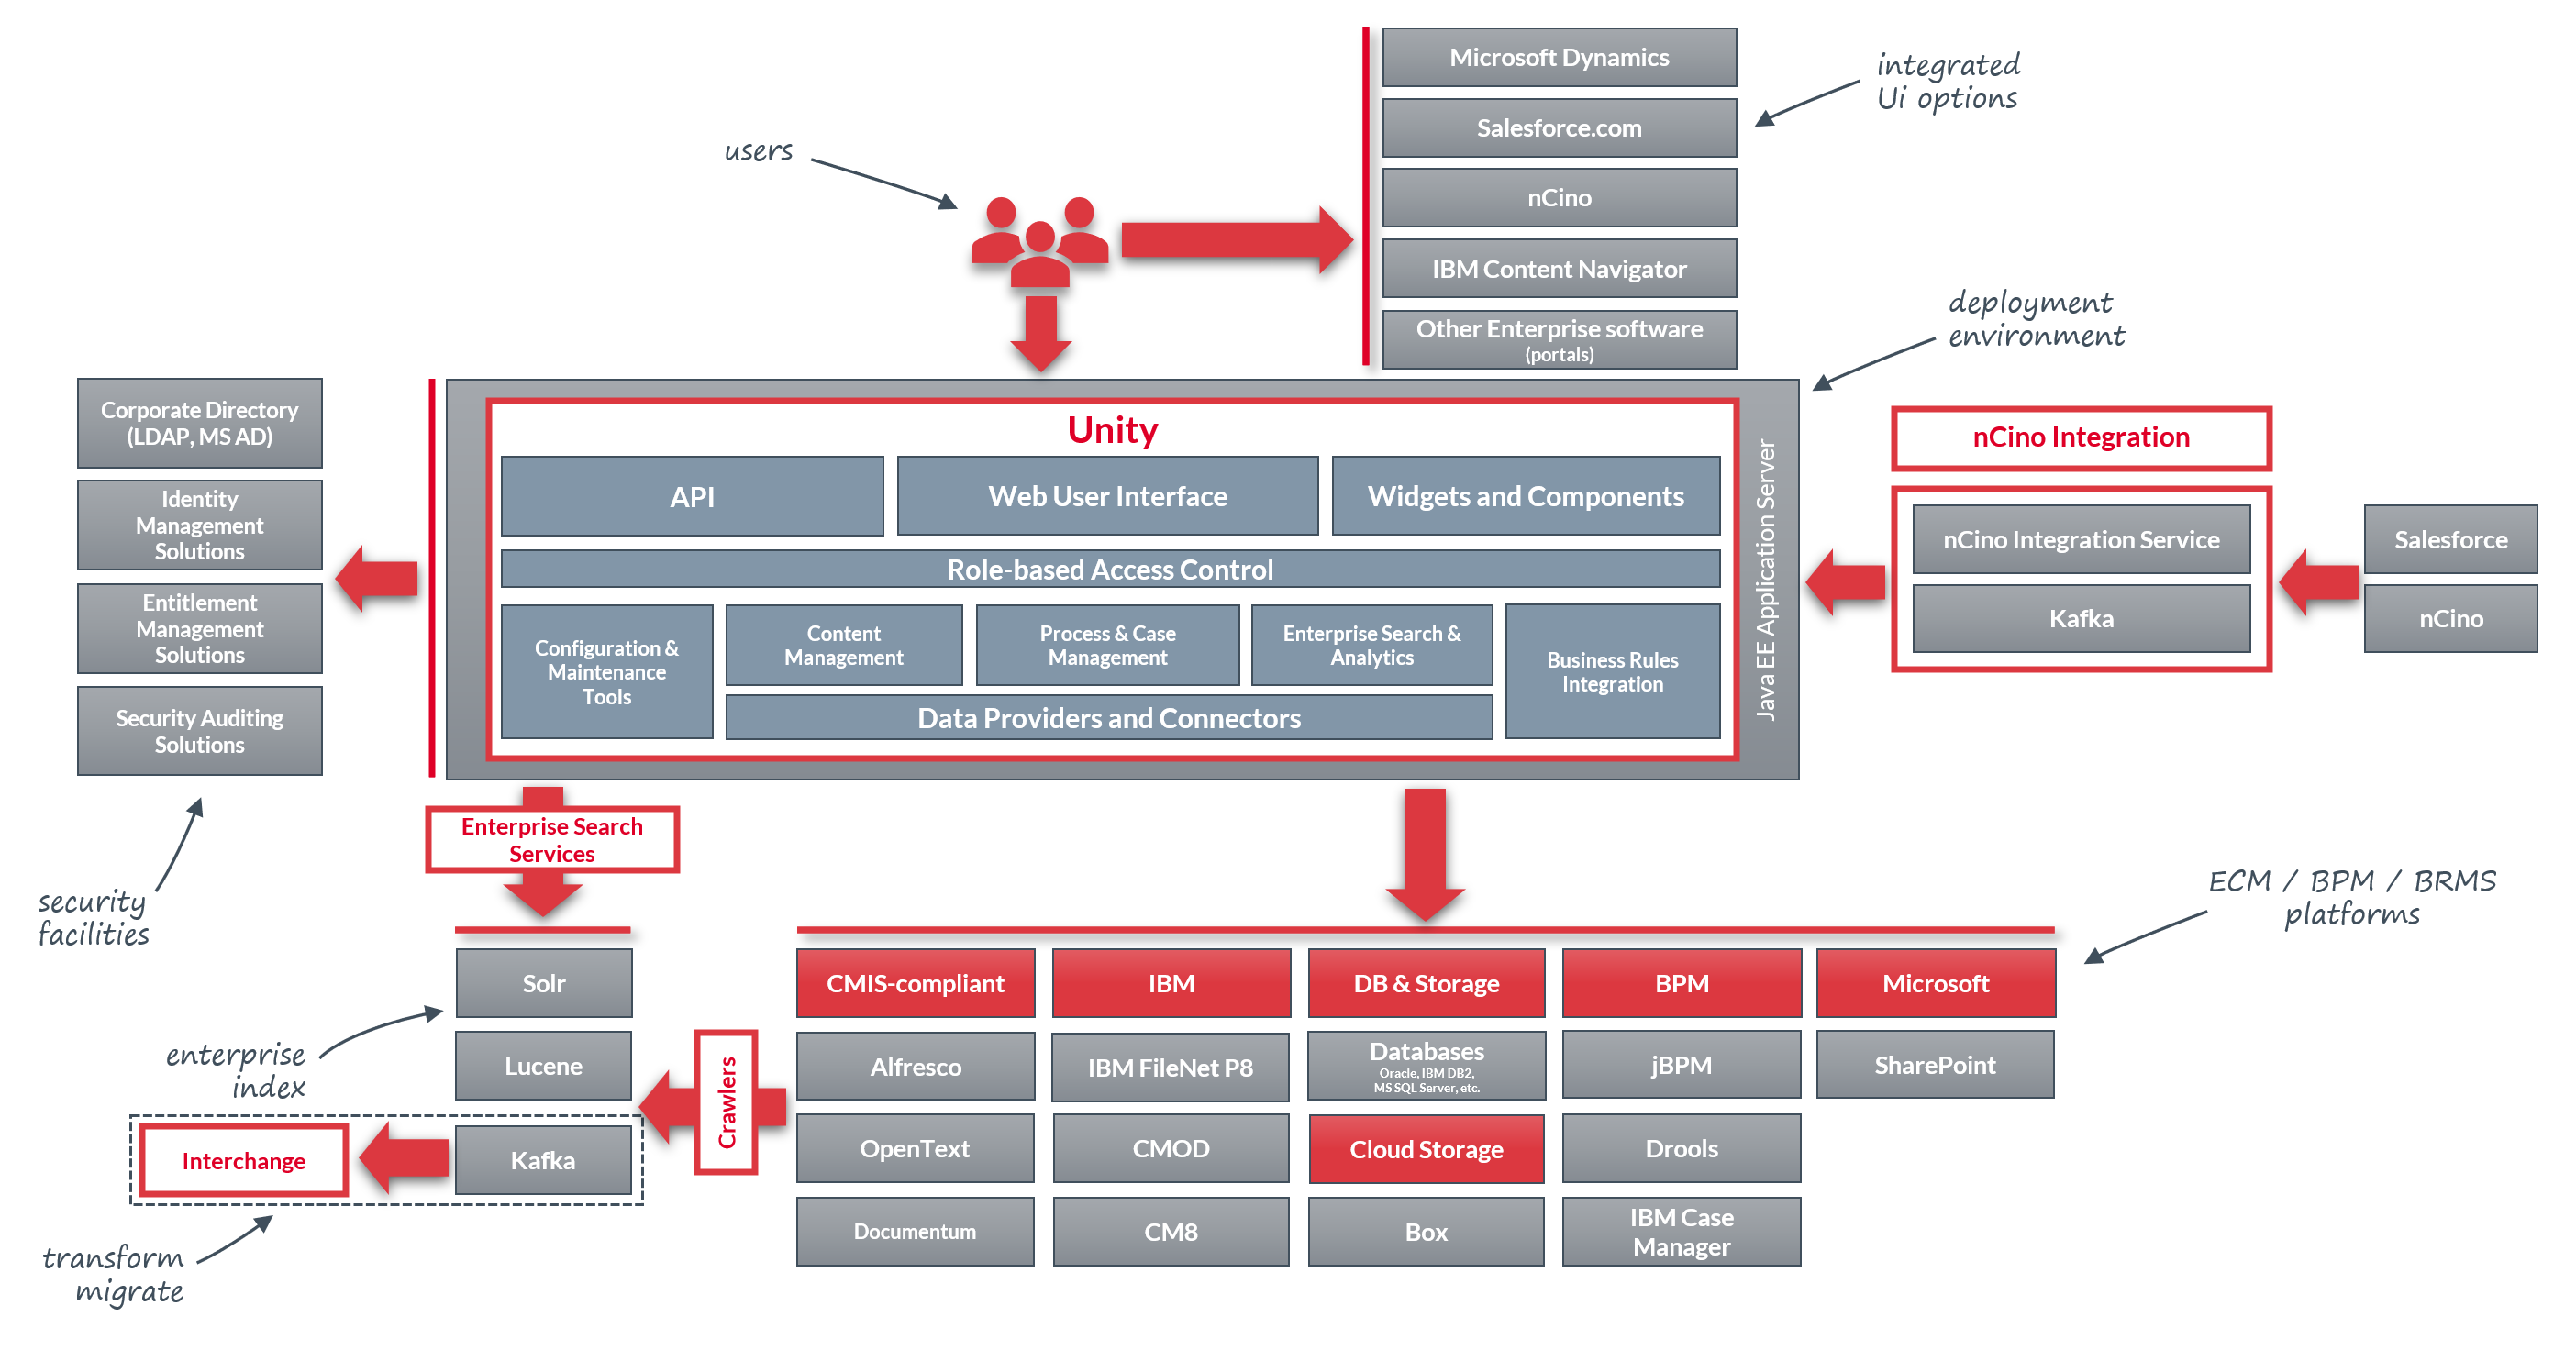 Microsoft Dynamics
Salesforce.com
nCino
IBM Content Navigator
Other Enterprise software
(portals)
integrated
Ui options
users
deployment
environment
Corporate Directory
(LDAP, MS AD)
Identity
Management
Solutions
Entitlement
Management
Solutions
Security Auditing
Solutions
security
facilities
Unity
API
Web User Interface
Widgets and Components
Role-based Access Control
Configuration &
Maintenance
Tools
Content
Management
Process & Case
Management
Enterprise Search &
Analytics
Business Rules
Integration
Data Providers and Connectors
Java EE Application Server
nCino Integration
nCino Integration Service
Kafka
Salesforce
nCino
Enterprise Search
Services
ECM / BPM / BRMS
platforms
Solr
Lucene
Kafka
enterprise
index
Interchange
transform
migrate
Crawlers
CMIS-compliant
Alfresco
OpenText
Documentum
IBM
IBM FileNet P8
CMOD
CM8
DB & Storage
Databases
Oracle, IBM DB2,
MS SQL Server, etc.
Cloud Storage
Box
BPM
jBPM
Drools
IBM Case
Manager
Microsoft
SharePoint